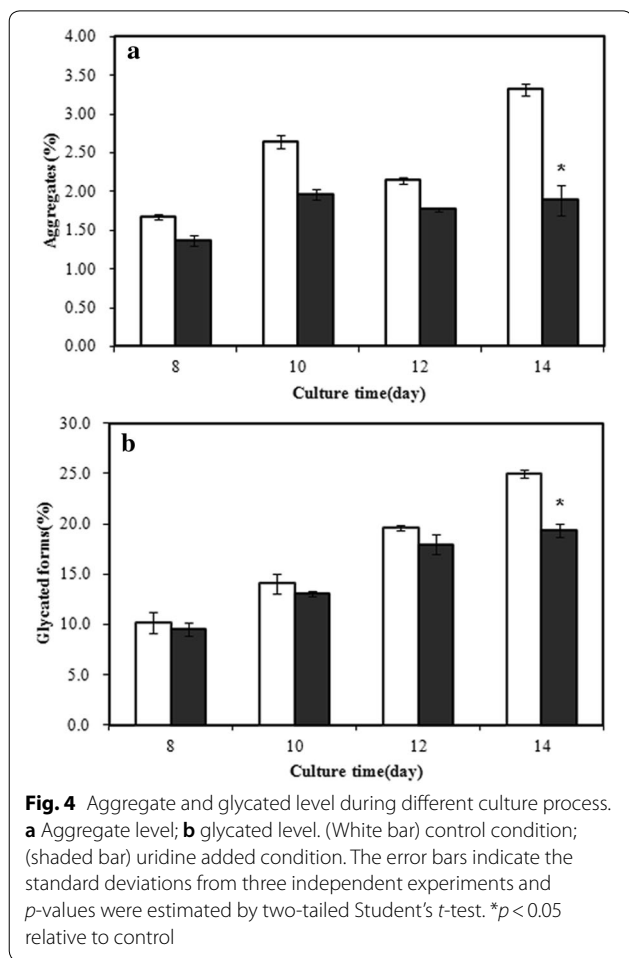 a
4.00
3.50
3.00
2.50
2.00
1.50
1.00
0.50
0.00
Aggregates (%)
*
8 10 12 14
Culture time(day)
b
30.0
25.0
20.0
15.0
10.0
5.0
0.0
Glycated forms(%)
*
8 10 12 14
Culture time(day)
Fig. 4 Aggregate and glycated level during different culture process.
a Aggregate level; b glycated level. (White bar) control condition;
(shaded bar) uridine added condition. The error bars indicate the
standard deviations from three independent experiments and
p-values were estimated by two-tailed Student’s t-test. *p < 0.05
relative to control